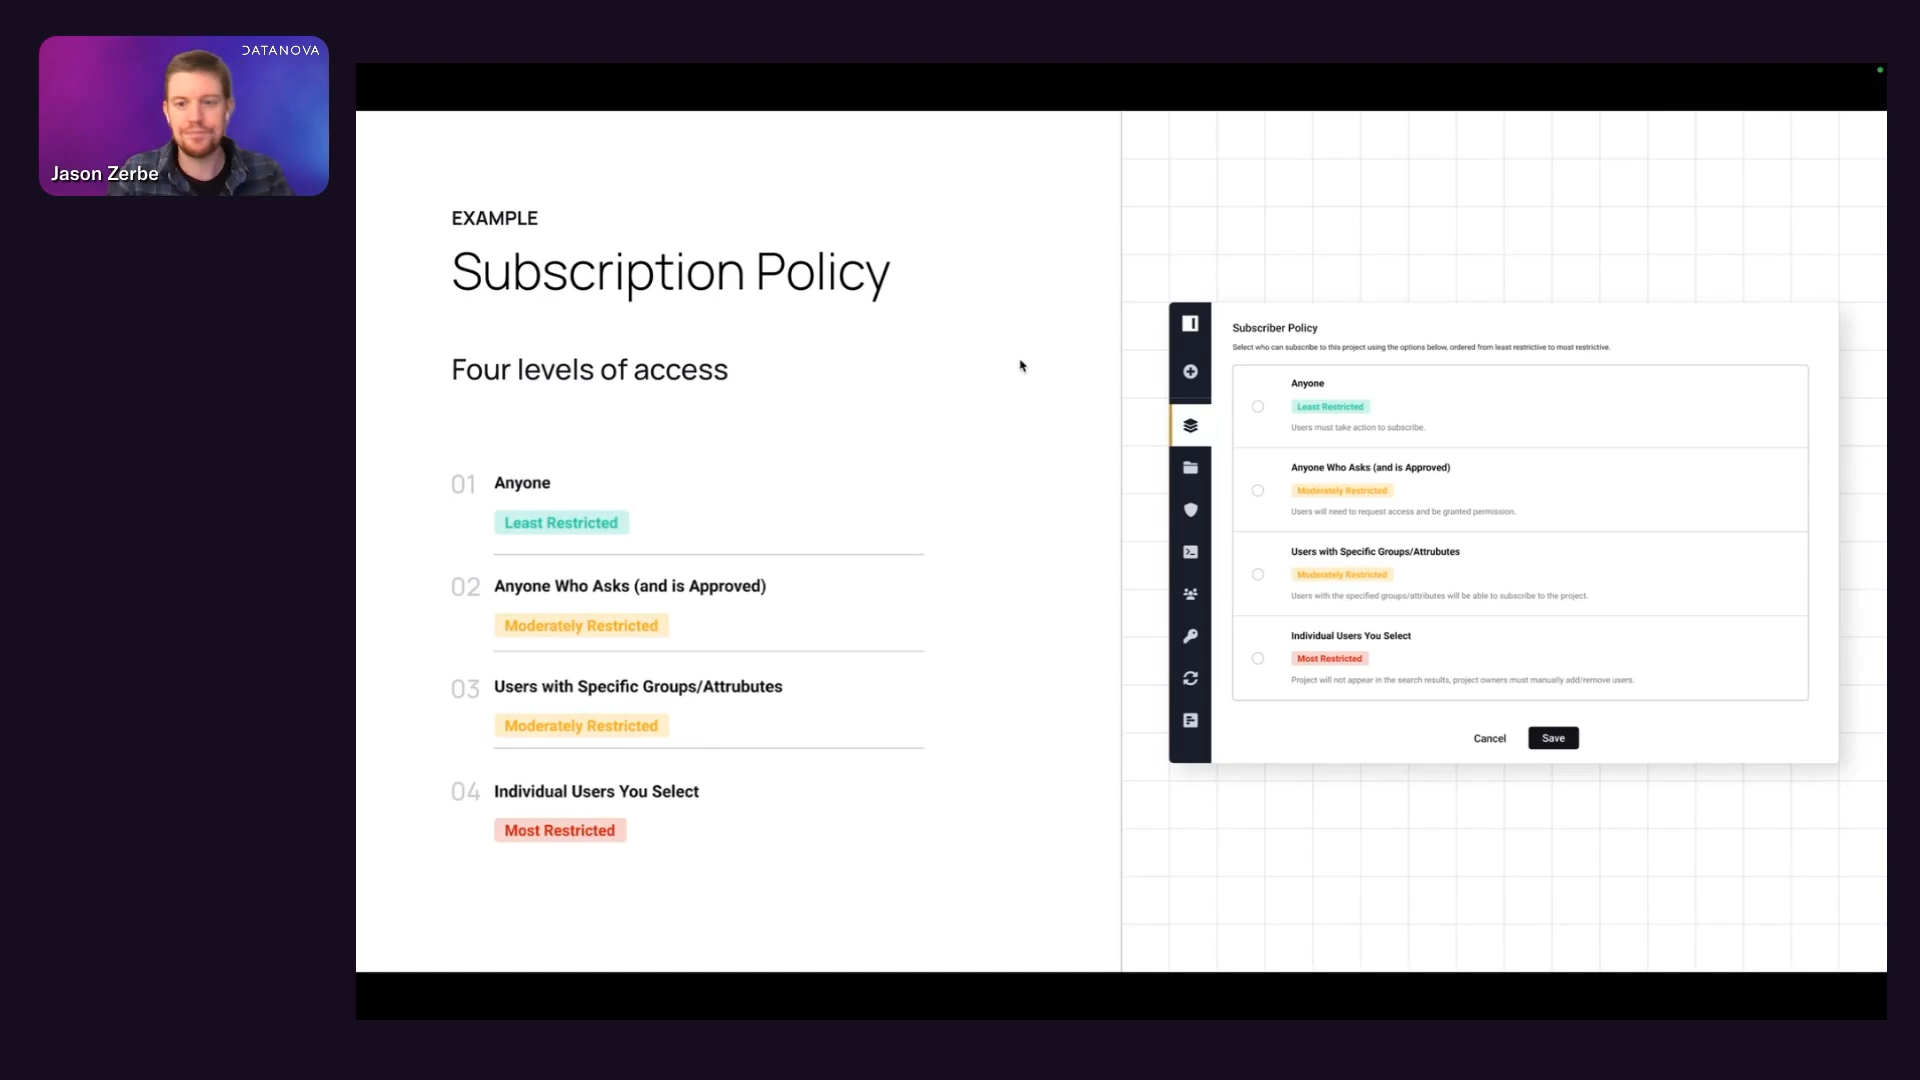 DATANOVA
Jason Zerbe
EXAMPLE
Subscription Policy
Four levels of access
01 Anyone
Least Restricted
02 Anyone Who Asks (and is Approved)
Moderately Restricted
03 Users with Specific Groups/Attrubutes
Moderately Restricted
04 Individual Users You Select
Most Restricted
Subscriber Policy
Select who can subscribe to this project using the options below, ordered from least restrictive to most restrictive.
Anyone
Least Restricted
Users must take action to subscribe.
Anyone Who Asks (and is Approved)
Moderately Restricted
Users will need to request access and be granted permission.
Users with Specific Groups/Attrubutes
Moderately Restricted
Users with the specified groups/attributes will be able to subscribe to the project.
Individual Users You Select
Most Restricted
Project will not appear in the search results, project owners must manually add/remove users.
Cancel Save